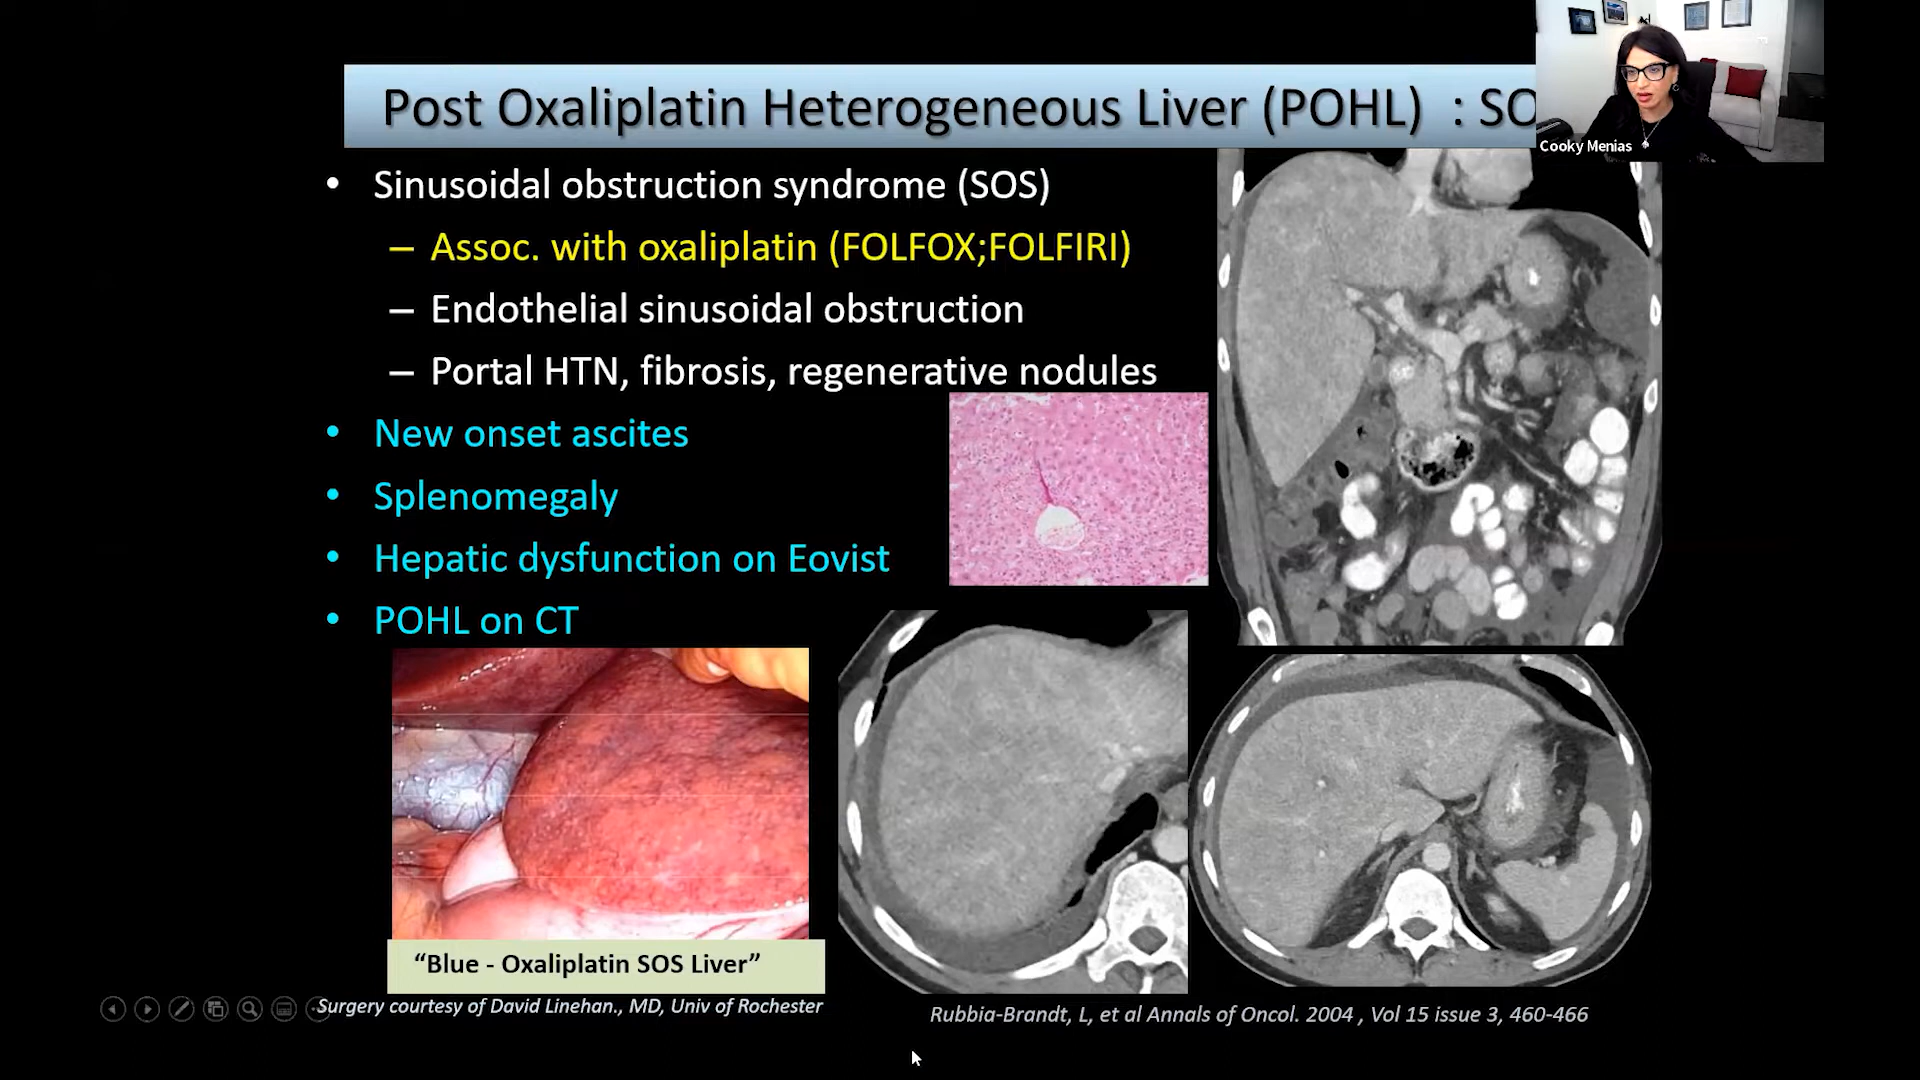 Post Oxaliplatin Heterogeneous Liver (POHL) : SO
Cooky Menias
• Sinusoidal obstruction syndrome (SOS)
– Assoc. with oxaliplatin (FOLFOX;FOLFIRI)
– Endothelial sinusoidal obstruction
– Portal HTN, fibrosis, regenerative nodules
• New onset ascites
• Splenomegaly
• Hepatic dysfunction on Eovist
• POHL on CT
“Blue - Oxaliplatin SOS Liver”
Surgery courtesy of David Linehan., MD, Univ of Rochester
Rubbia-Brandt, L, et al Annals of Oncol. 2004 , Vol 15 issue 3, 460-466